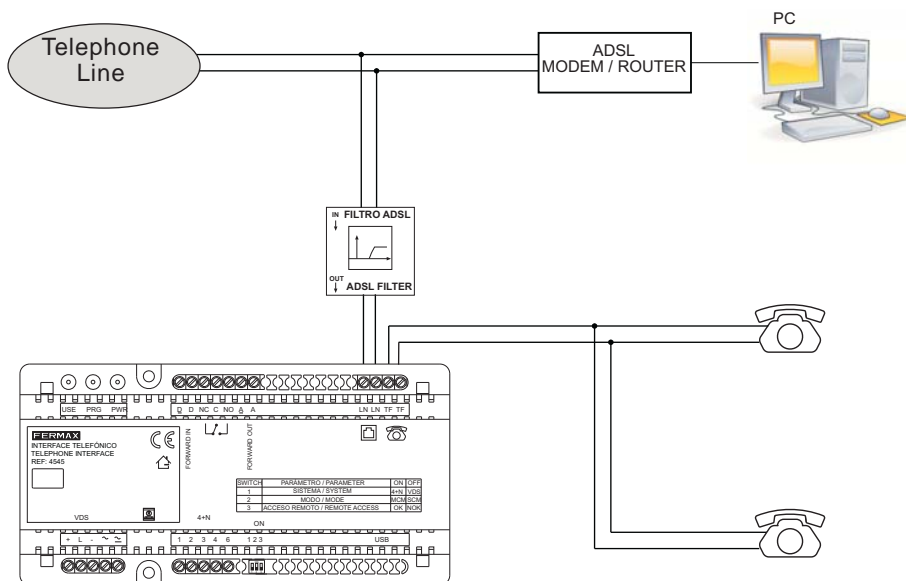 Telephone
Line
ADSL
MODEM / ROUTER
PC
IN FILTRO ADSL
OUT
ADSL FILTER
USE PRG PWR
D D NC C NO A A
LN LN TF TF
FERMAX
INTERFACE TELEFÓNICO
TELEPHONE INTERFACE
REF: 4545
CE
VDS
FORWARD IN
FORWARD OUT
SWITCH PARÁMETRO / PARAMETER ON OFF
1 SISTEMA / SYSTEM 4+N VDS
2 MODO / MODE MCM SCM
3 ACCESO REMOTO / REMOTE ACCESS OK NOK
4+N
ON
+ L - ~
1 2 3 4 6
1 2 3
USB